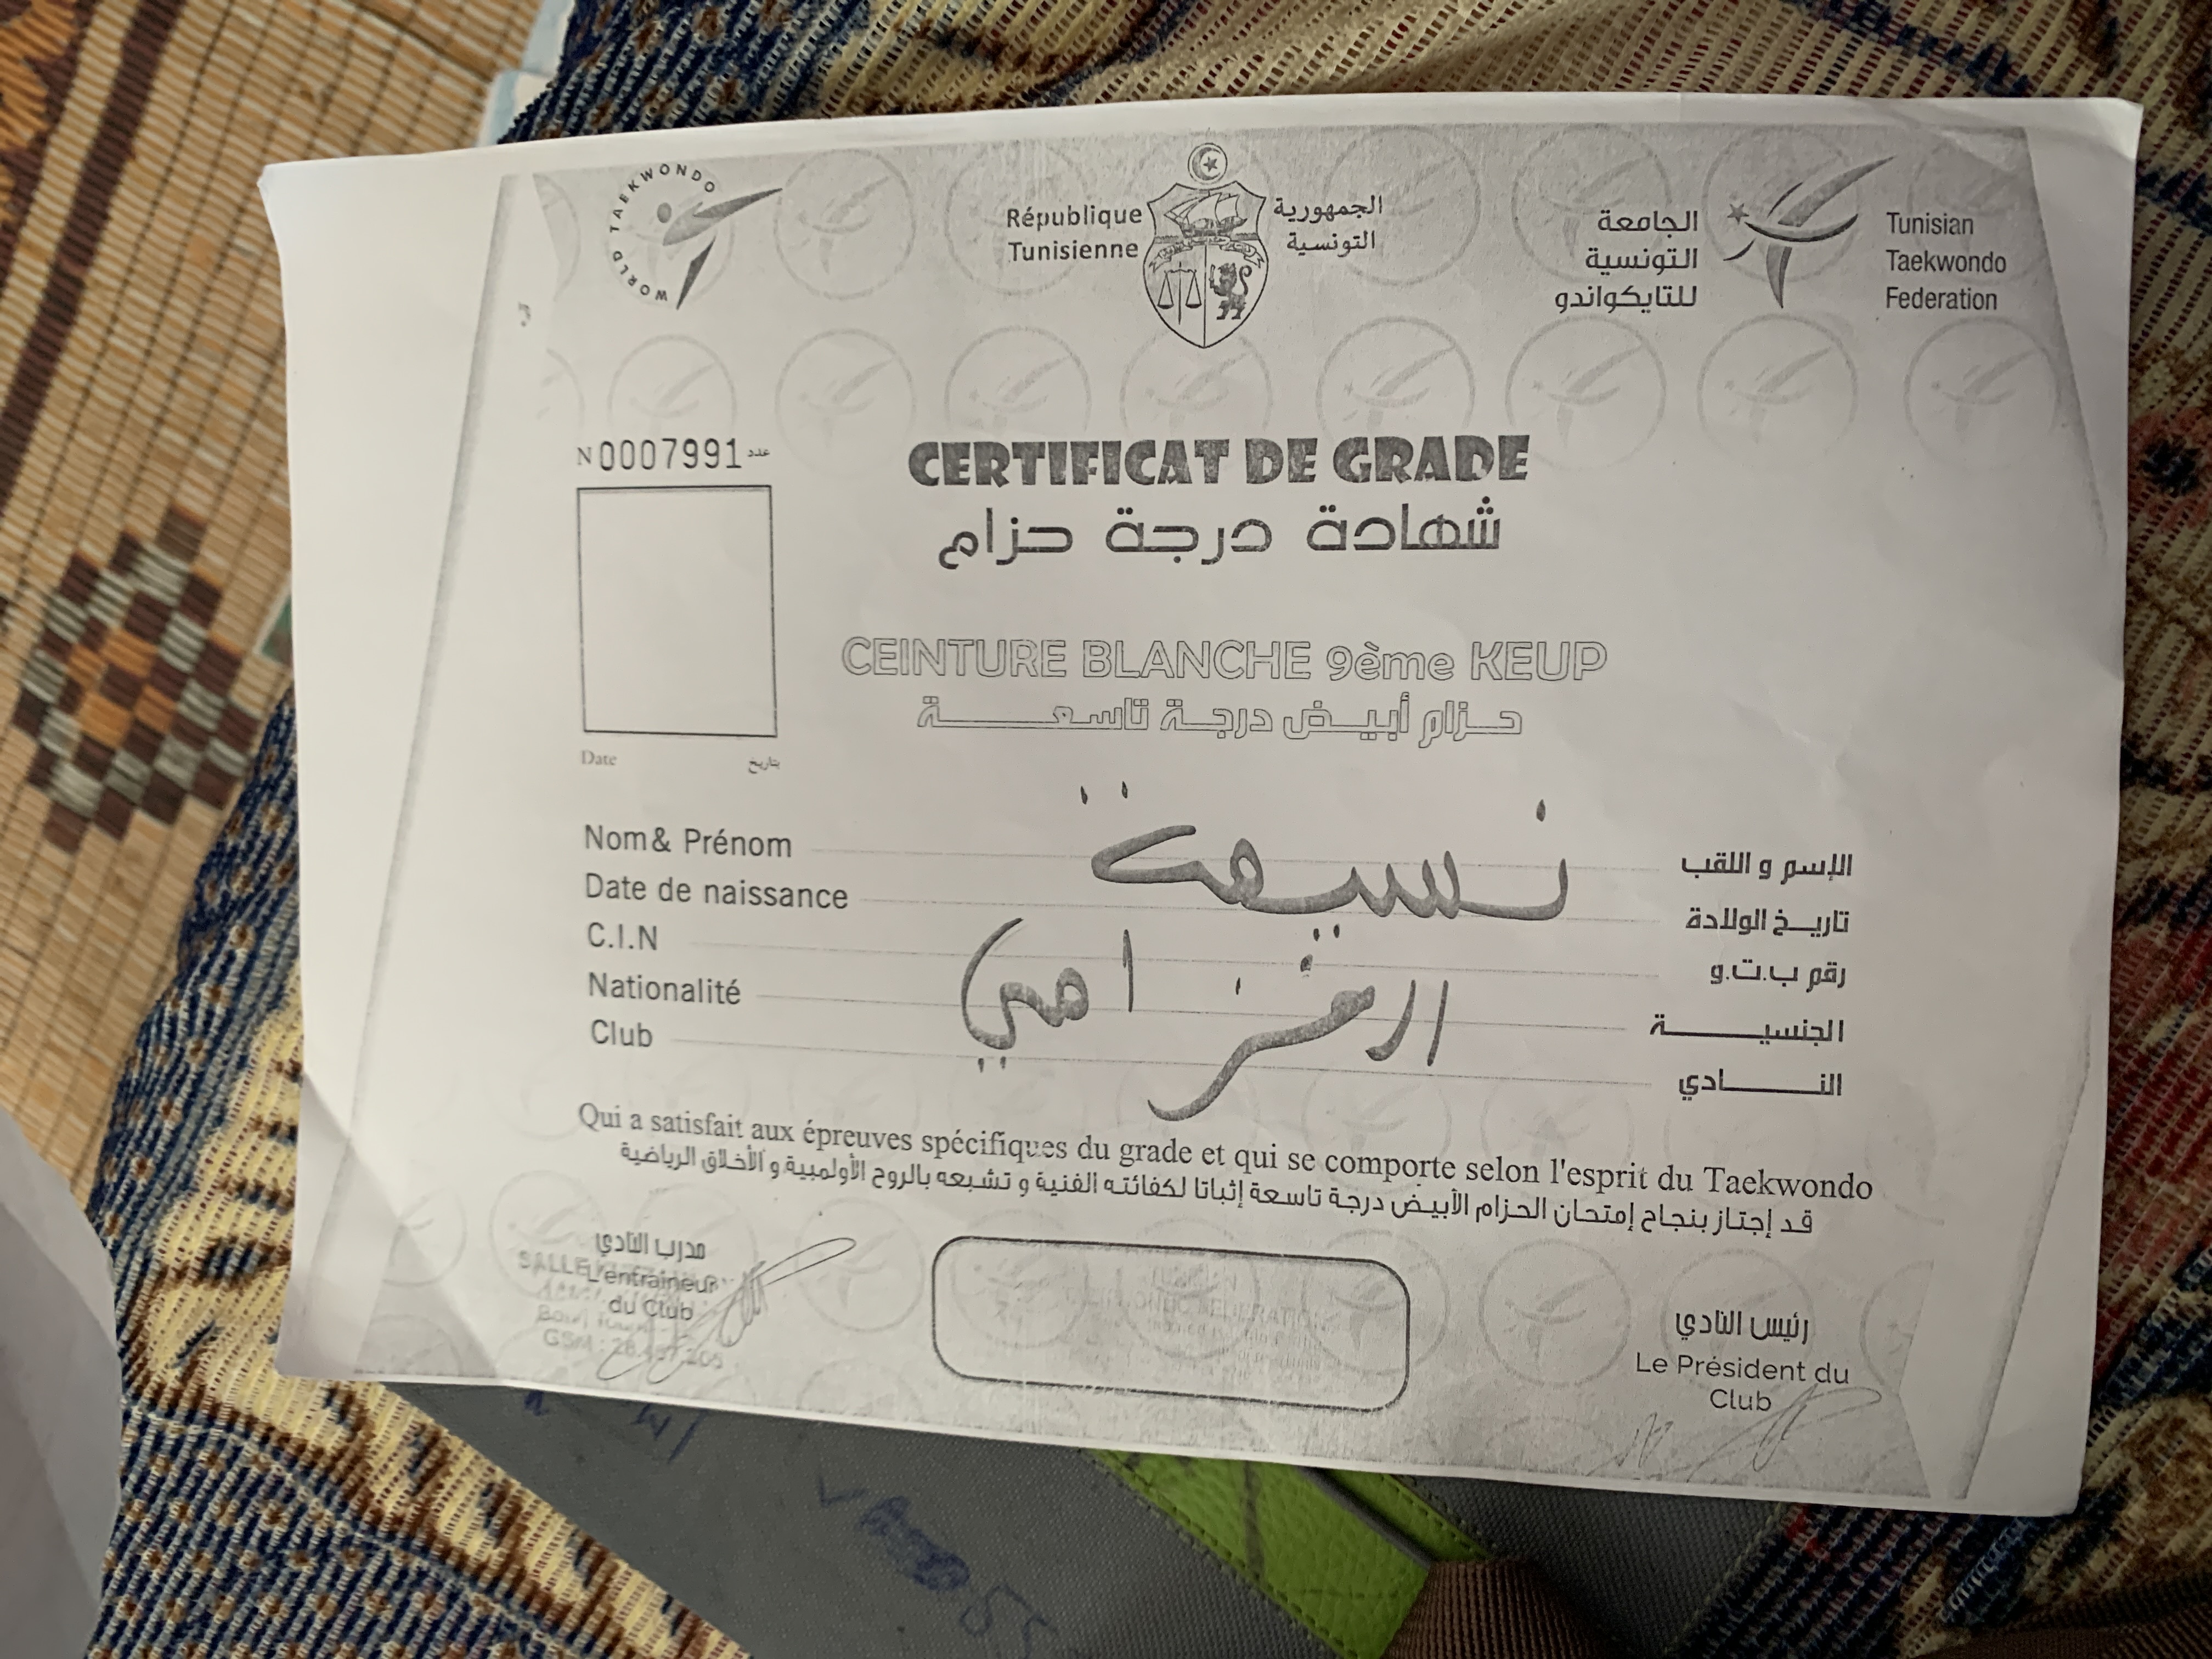 WORLD TAEKWONDO
République
Tunisienne
الجمهورية
التونسية
الجامعة
التونسية
للتايكواندو
Tunisian
Taekwondo
Federation
N 0007991 عدد
CERTIFICAT DE GRADE
شهادة درجة حزام
CEINTURE BLANCHE 9ème KEUP
حزام أبيض درجة تاسعة
Date بتاريخ
نسيمة
Nom& Prénom الإسم و اللقب
Date de naissance تاريخ الولادة
C.I.N رقم ب.ت.و
Nationalité الجنسية
Club النادي
Qui a satisfait aux épreuves spécifiques du grade et qui se comporte selon l'esprit du Taekwondo
قد إجتاز بنجاح إمتحان الحزام الأبيض درجة تاسعة إثباتا لكفائته الفنية و تشبعه بالروح الأولمبية و الأخلاق الرياضية
مدرب النادي
SALLE
L'entraineur
du Club
GSM :
رئيس النادي
Le Président du
Club